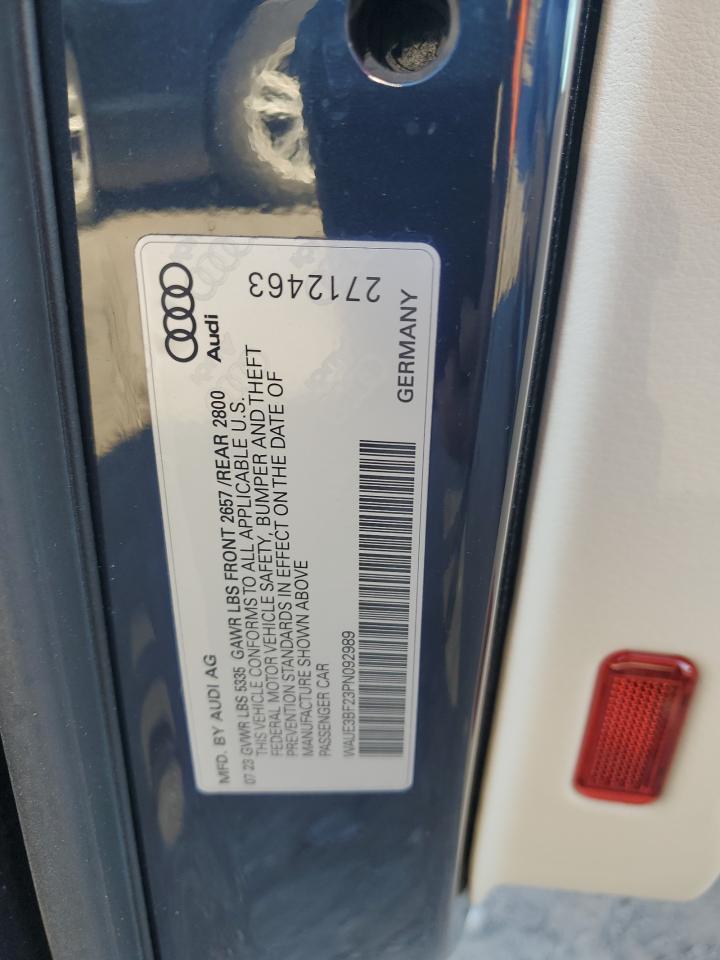 MFD. BY AUDI AG
07 23 GVWR LBS 5335 GAWR LBS FRONT 2657 /REAR 2800
THIS VEHICLE CONFORMS TO ALL APPLICABLE U.S.
FEDERAL MOTOR VEHICLE SAFETY, BUMPER AND THEFT
PREVENTION STANDARDS IN EFFECT ON THE DATE OF
MANUFACTURE SHOWN ABOVE
PASSENGER CAR
WAUE3BF23PN092989
Audi
2712463
GERMANY